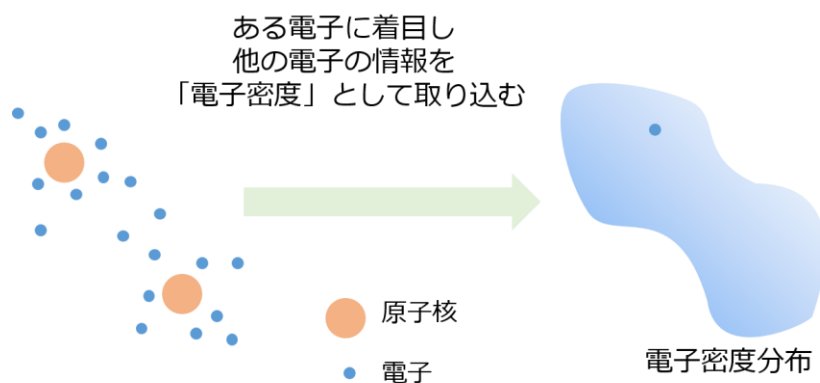 ある電子に着目し
他の電子の情報を
「電子密度」として取り込む
原子核
電子
電子密度分布